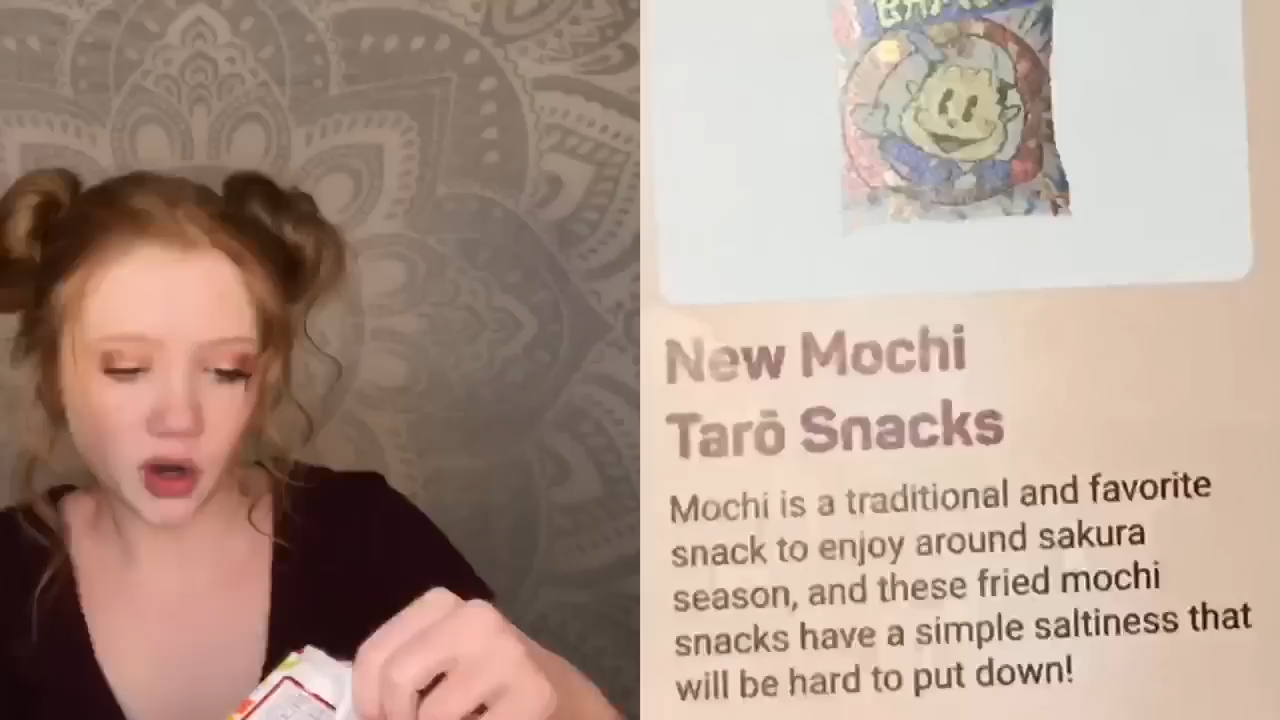 New Mochi
Tarō Snacks
Mochi is a traditional and favorite
snack to enjoy around sakura
season, and these fried mochi
snacks have a simple saltiness that
will be hard to put down!